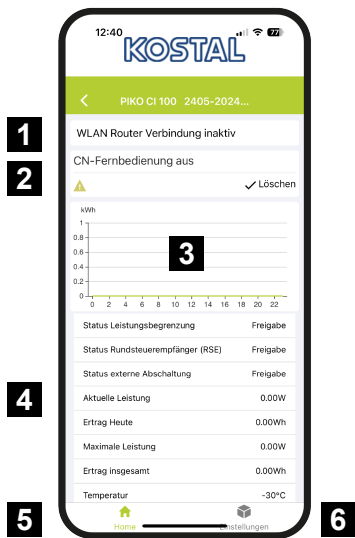 12:40
77
KOSTAL
PIKO CI 100 2405-2024...
1
WLAN Router Verbindung inaktiv
CN-Fernbedienung aus
2
Löschen
kWh
1
0.8
0.6
0.4
0.2
0
3
0 2 4 6 8 10 12 14 16 18 20 22
Status Leistungsbegrenzung Freigabe
Status Rundsteuerempfänger (RSE) Freigabe
Status externe Abschaltung Freigabe
4
Aktuelle Leistung 0.00W
Ertrag Heute 0.00Wh
Maximale Leistung 0.00W
Ertrag insgesamt 0.00Wh
Temperatur -30°C
5
Home
Einstellungen
6